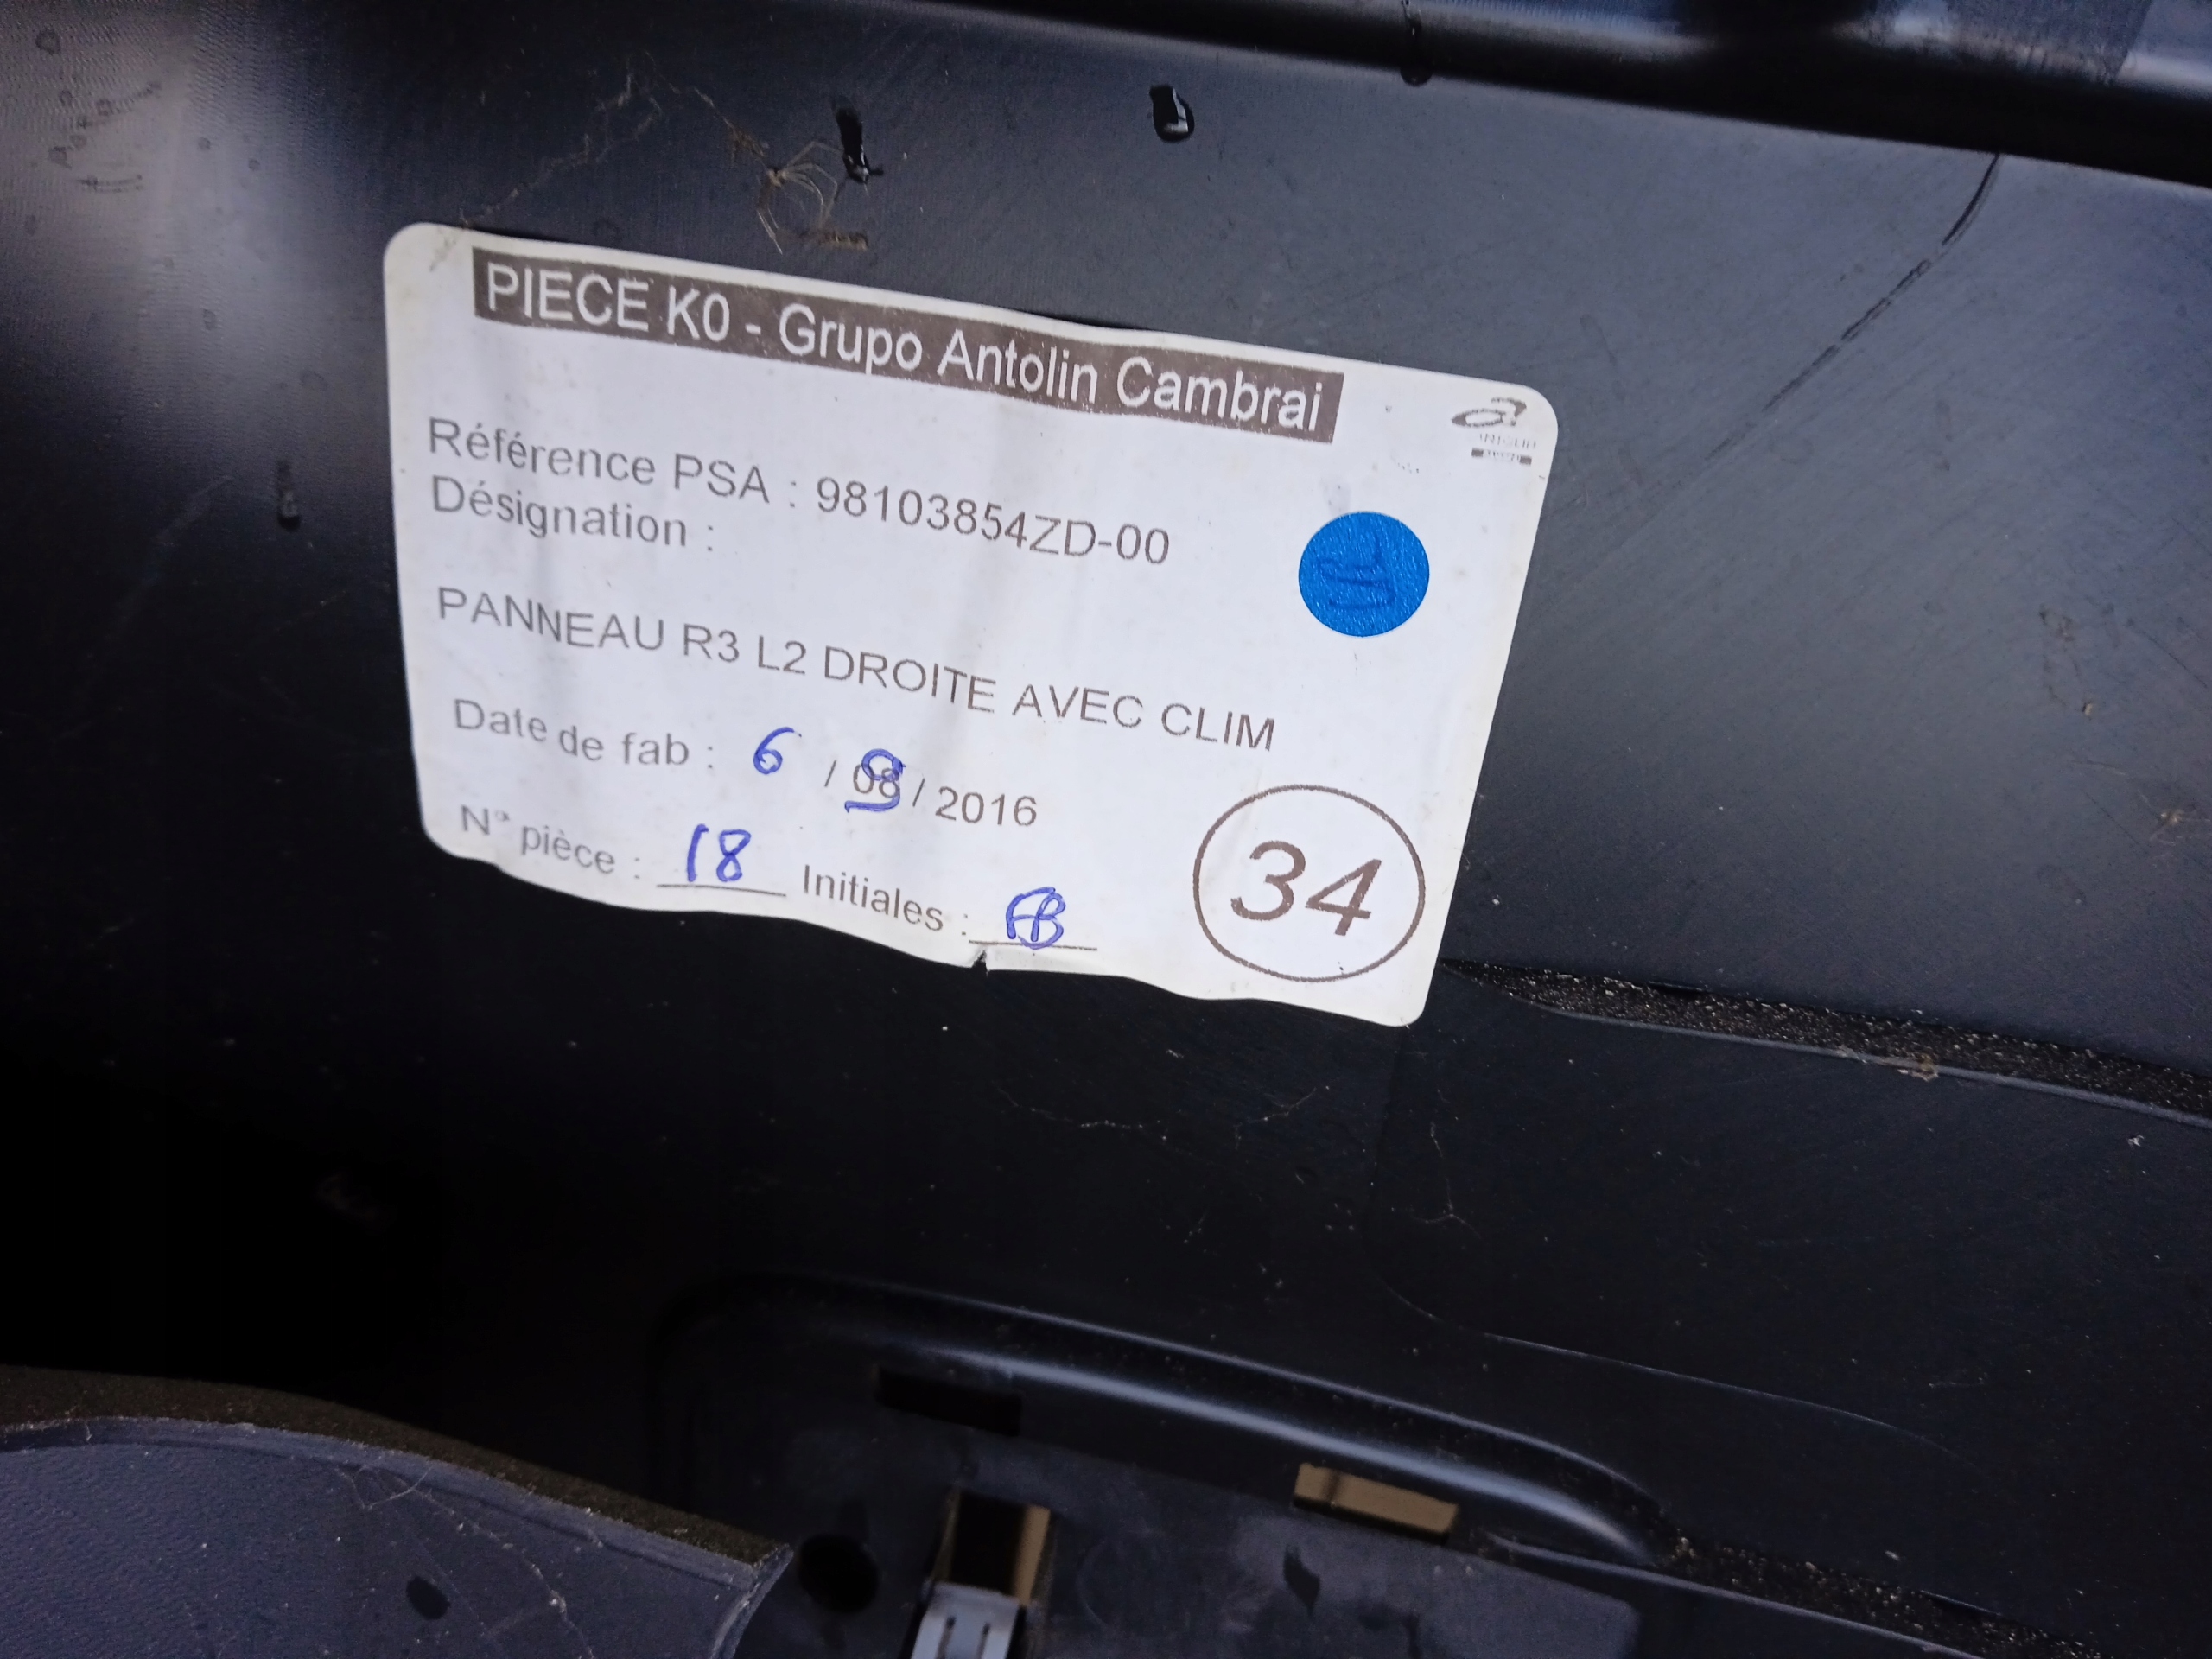 PIECE K0 - Grupo Antolin Cambrai
Référence PSA : 98103854ZD-00
Désignation :
PANNEAU R3 L2 DROITE AVEC CLIM
Date de fab : 6 / 9 / 2016
N° pièce : 18 Initiales : FB
34